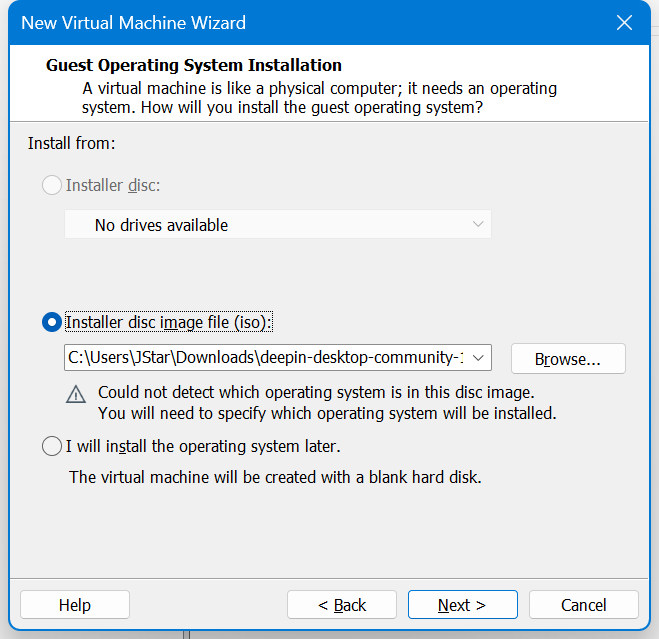 New Virtual Machine Wizard
Guest Operating System Installation
A virtual machine is like a physical computer; it needs an operating
system. How will you install the guest operating system?
Install from:
Installer disc:
No drives available
Installer disc image file (iso):
C:\Users\JStar\Downloads\deepin-desktop-community-1
Browse...
Could not detect which operating system is in this disc image.
You will need to specify which operating system will be installed.
I will install the operating system later.
The virtual machine will be created with a blank hard disk.
Help
< Back
Next >
Cancel